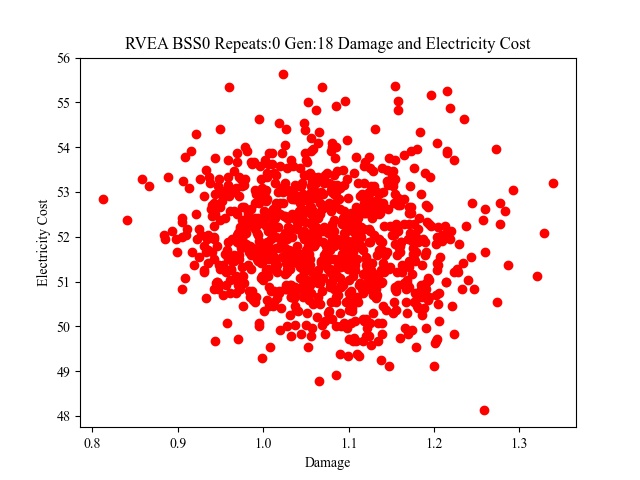 RVEA BSS0 Repeats:0 Gen:18 Damage and Electricity Cost
56
55
54
53
52
51
50
49
48
Electricity Cost
0.8 0.9 1.0 1.1 1.2 1.3
Damage